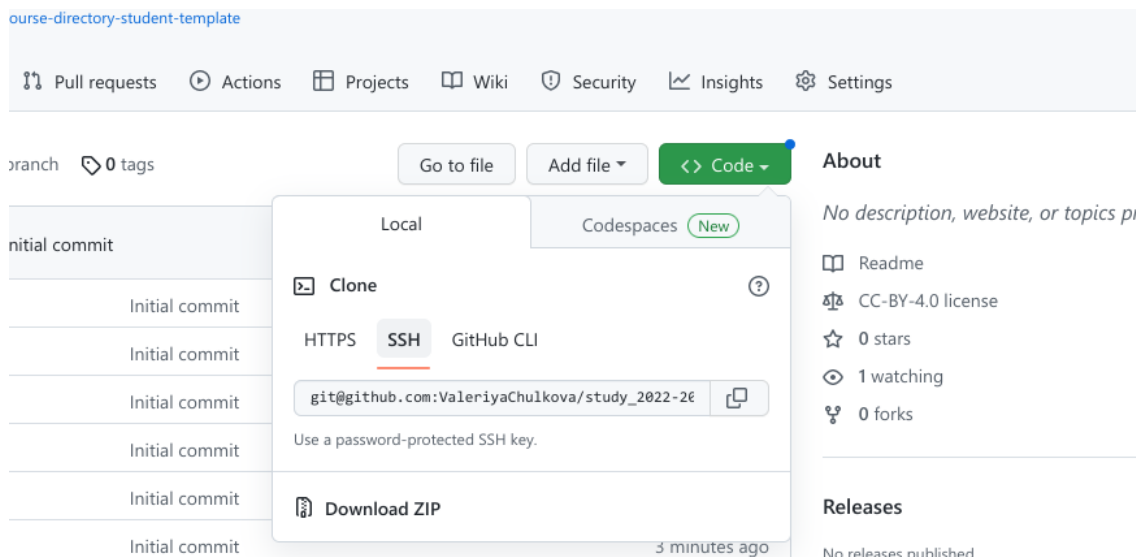 ourse-directory-student-template
Pull requests Actions Projects Wiki Security Insights Settings
branch 0 tags Go to file Add file <> Code About
No description, website, or topics
Local Codespaces New
nitial commit
Clone
Readme
Initial commit
CC-BY-4.0 license
HTTPS SSH GitHub CLI
0 stars
Initial commit
1 watching
git@github.com:ValeriyaChulkova/study_2022-20
Initial commit
0 forks
Use a password-protected SSH key.
Initial commit
Initial commit
Download ZIP
Releases
Initial commit
3 minutes ago
No releases published